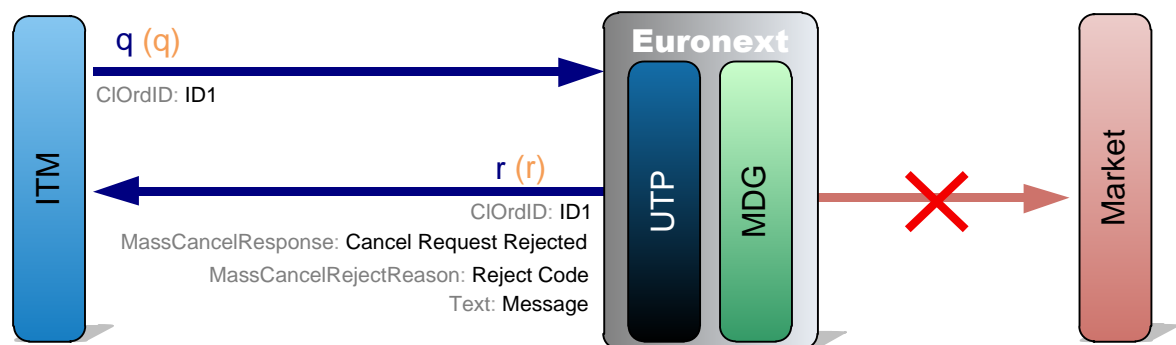 ITM
q (q)
ClOrdID: ID1
r (r)
ClOrdID: ID1
MassCancelResponse: Cancel Request Rejected
MassCancelRejectReason: Reject Code
Text: Message
Euronext
UTP
MDG
Market